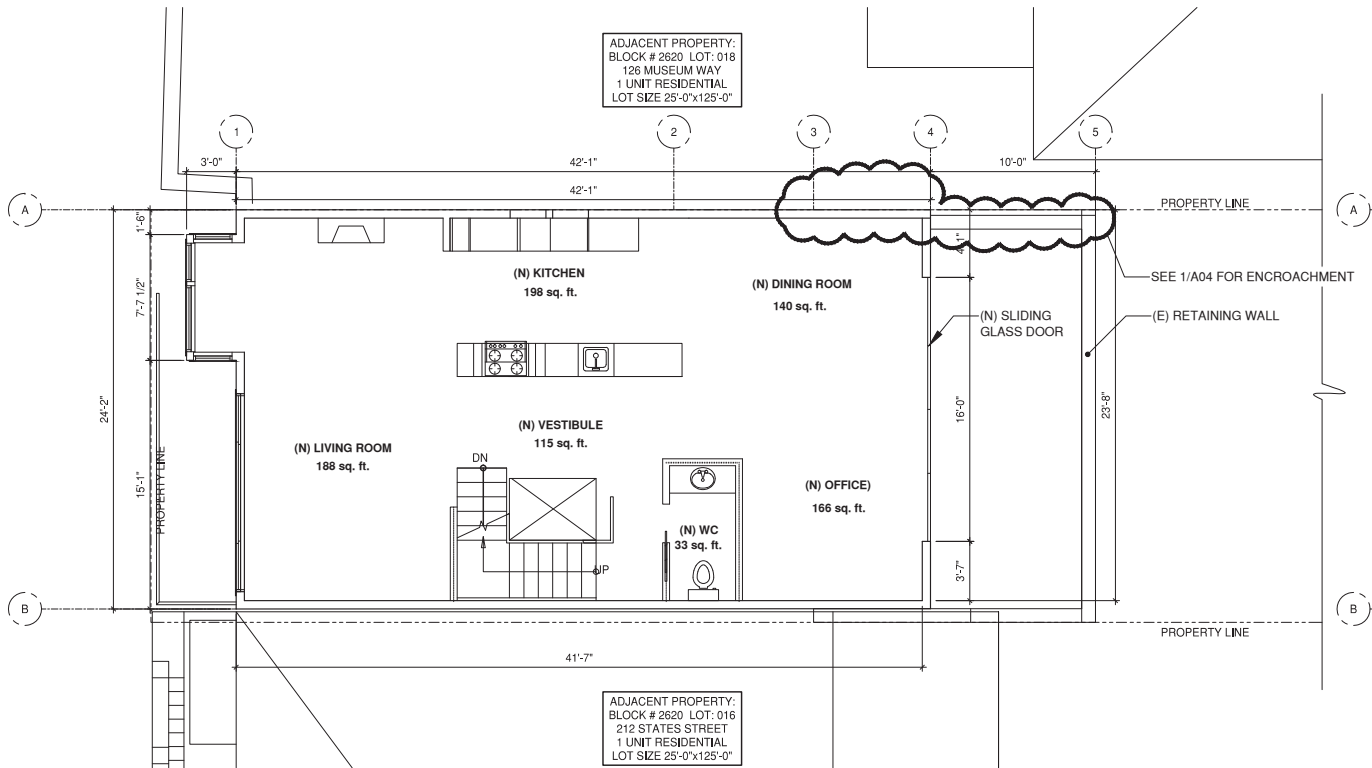 ADJACENT PROPERTY:
BLOCK # 2620 LOT: 018
126 MUSEUM WAY
1 UNIT RESIDENTIAL
LOT SIZE 25'-0"x125'-0"
1
2
3
4
5
3'-0"
42'-1"
10'-0"
42'-1"
A
PROPERTY LINE
A
1'-6"
4'-1"
(N) KITCHEN
198 sq. ft.
(N) DINING ROOM
140 sq. ft.
SEE 1/A04 FOR ENCROACHMENT
7'-7 1/2"
(N) SLIDING
GLASS DOOR
(E) RETAINING WALL
24'-2"
16'-0"
23'-8"
(N) VESTIBULE
115 sq. ft.
(N) LIVING ROOM
188 sq. ft.
DN
15'-1"
PROPERTY LINE
(N) OFFICE)
166 sq. ft.
(N) WC
33 sq. ft.
UP
3'-7"
B
B
PROPERTY LINE
41'-7"
ADJACENT PROPERTY:
BLOCK # 2620 LOT: 016
212 STATES STREET
1 UNIT RESIDENTIAL
LOT SIZE 25'-0"x125'-0"